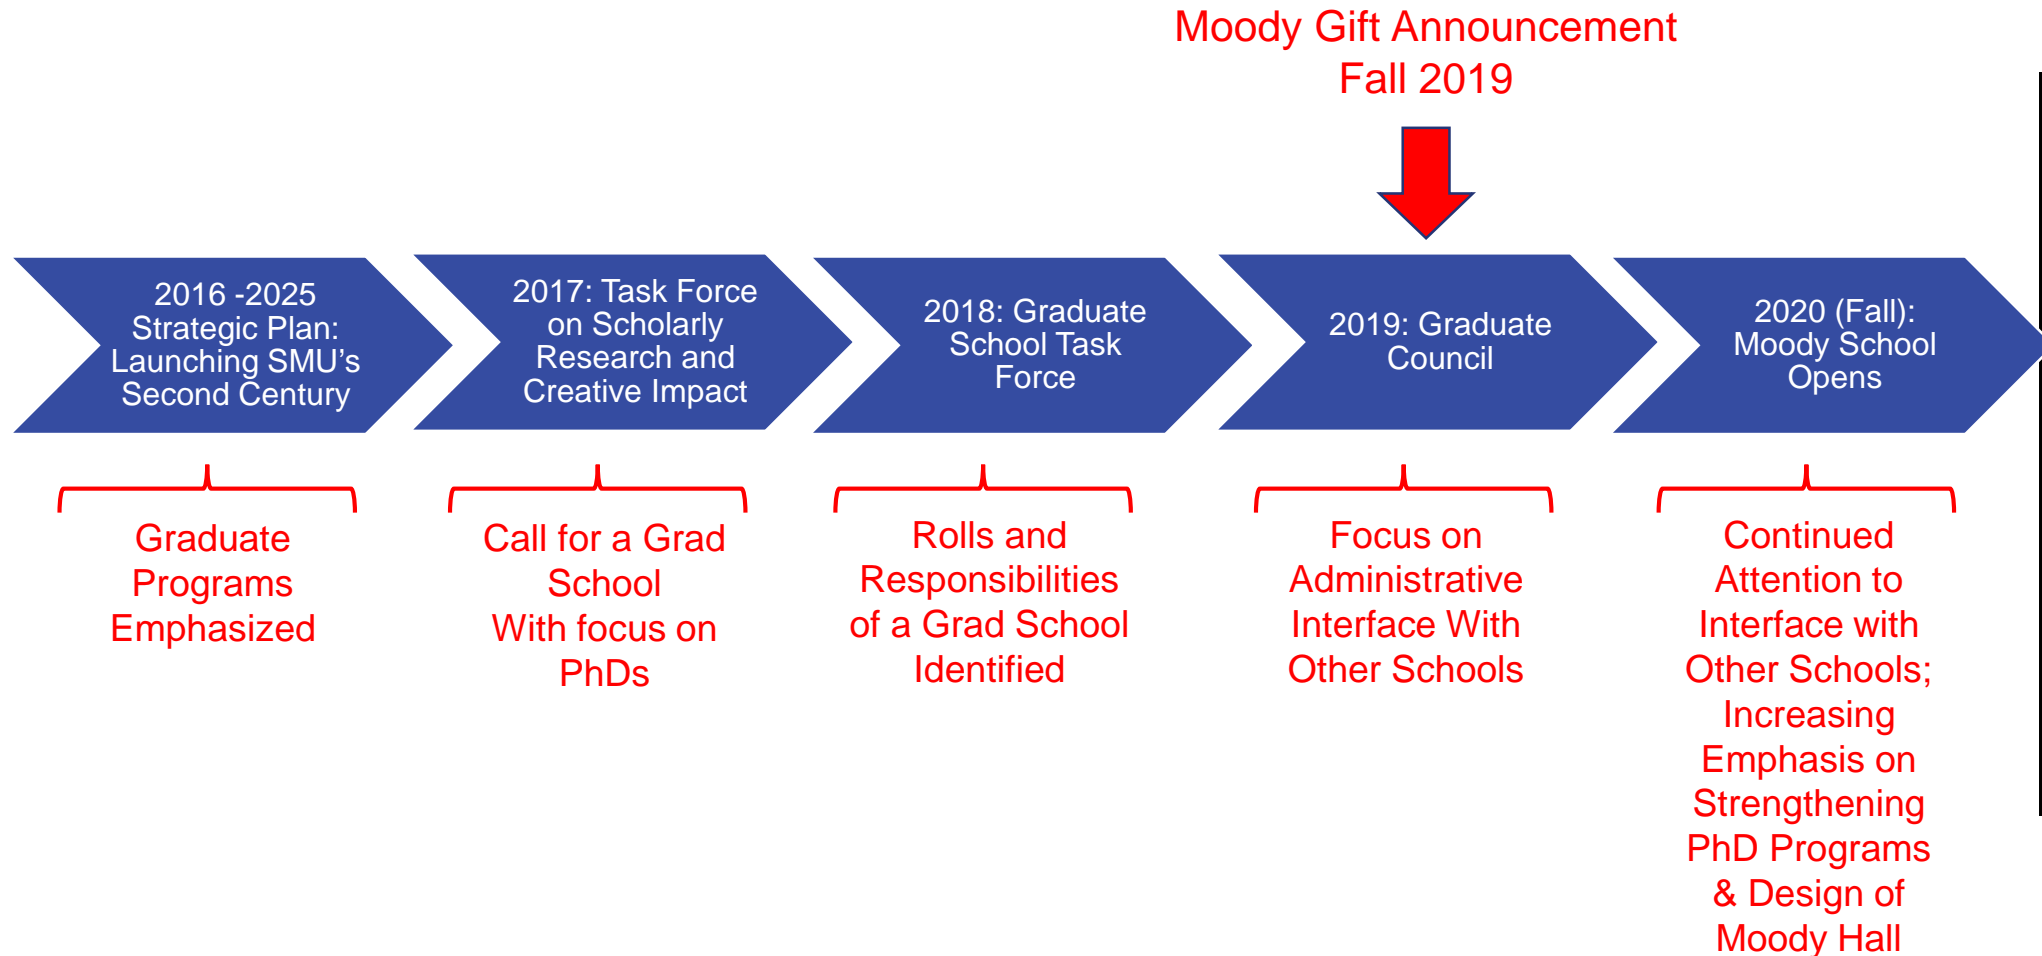 Moody Gift Announcement
Fall 2019
2016 -2025
Strategic Plan:
Launching SMU’s
Second Century
2017: Task Force
on Scholarly
Research and
Creative Impact
2018: Graduate
School Task
Force
2019: Graduate
Council
2020 (Fall):
Moody School
Opens
Graduate
Programs
Emphasized
Call for a Grad
School
With focus on
PhDs
Rolls and
Responsibilities
of a Grad School
Identified
Focus on
Administrative
Interface With
Other Schools
Continued
Attention to
Interface with
Other Schools;
Increasing
Emphasis on
Strengthening
PhD Programs
& Design of
Moody Hall